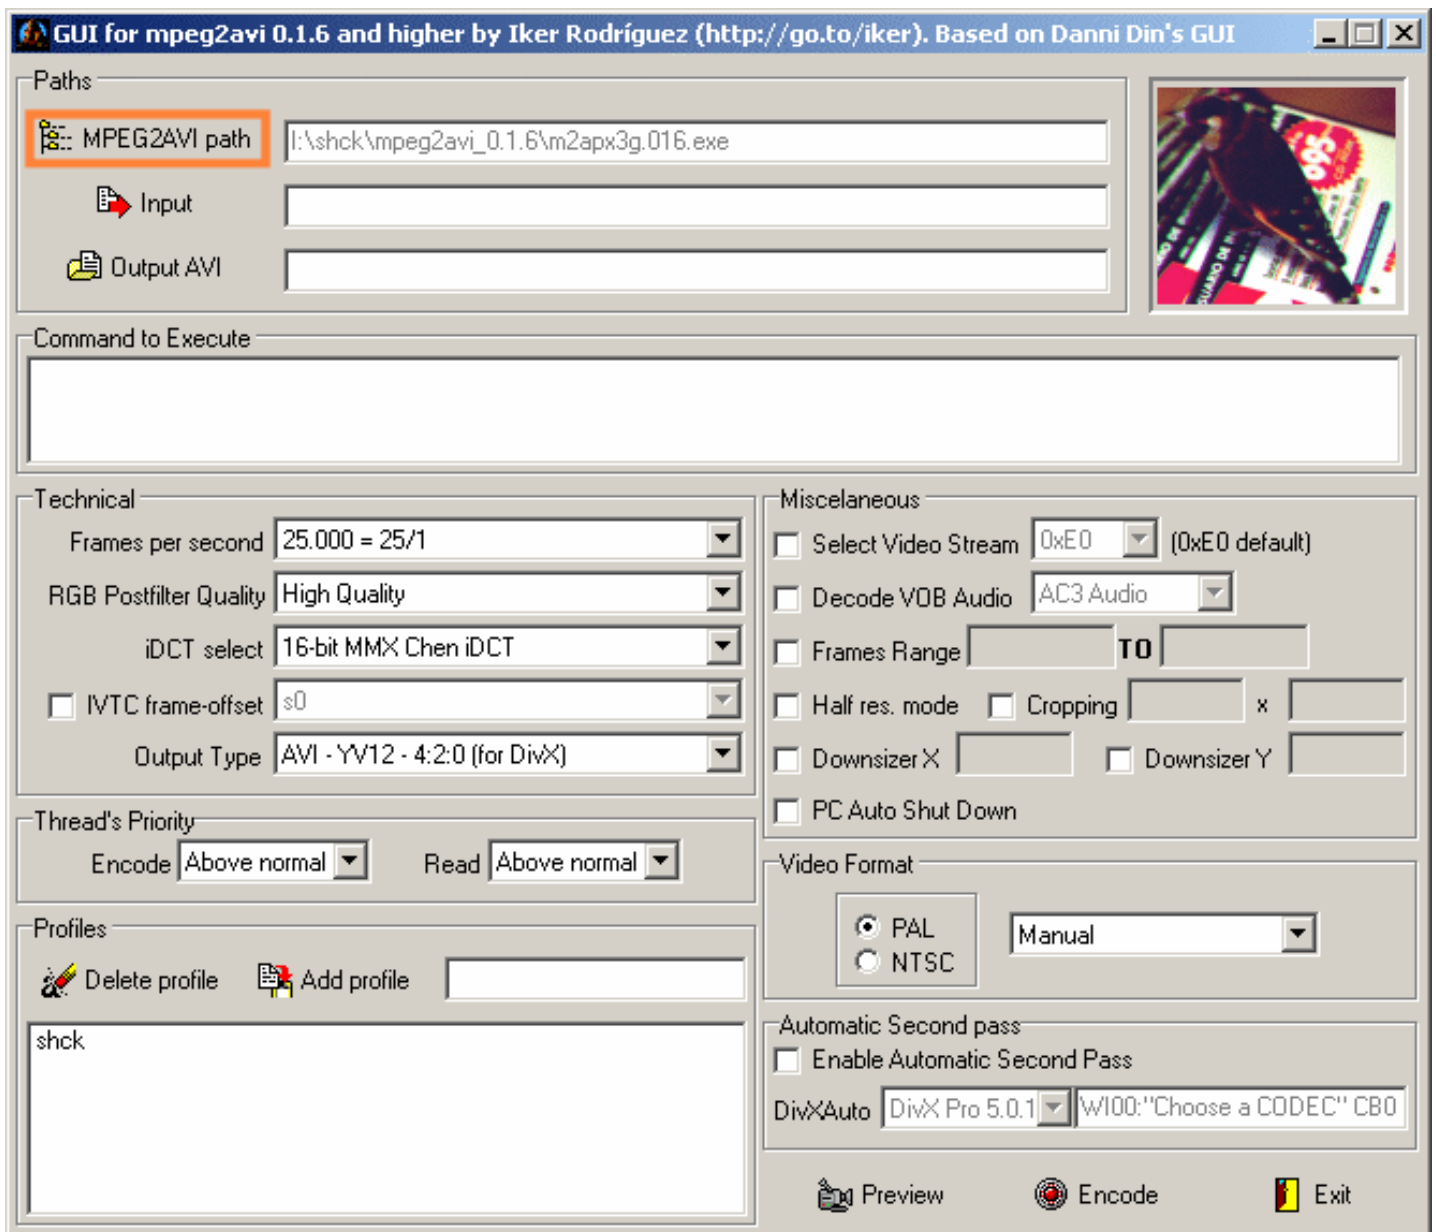 GUI for mpeg2avi 0.1.6 and higher by Iker Rodríguez (http://go.to/iker). Based on Danni Din's GUI
Paths
MPEG2AVI path
I:\shck\mpeg2avi_0.1.6\m2apx3g.016.exe
Input
Output AVI
095
USUARIO DE
Command to Execute
Technical
Frames per second 25.000 = 25/1
RGB Postfilter Quality High Quality
iDCT select 16-bit MMX Chen iDCT
IVTC frame-offset s0
Output Type AVI - YV12 - 4:2:0 (for DivX)
Thread's Priority
Encode Above normal Read Above normal
Profiles
Delete profile Add profile
shck
Miscelaneous
Select Video Stream 0xE0 (0xE0 default)
Decode VOB Audio AC3 Audio
Frames Range TO
Half res. mode Cropping x
Downsizer X Downsizer Y
PC Auto Shut Down
Video Format
PAL
NTSC
Manual
Automatic Second pass
Enable Automatic Second Pass
DivXAuto DivX Pro 5.0.1 WI00:"Choose a CODEC" CB0
Preview Encode Exit